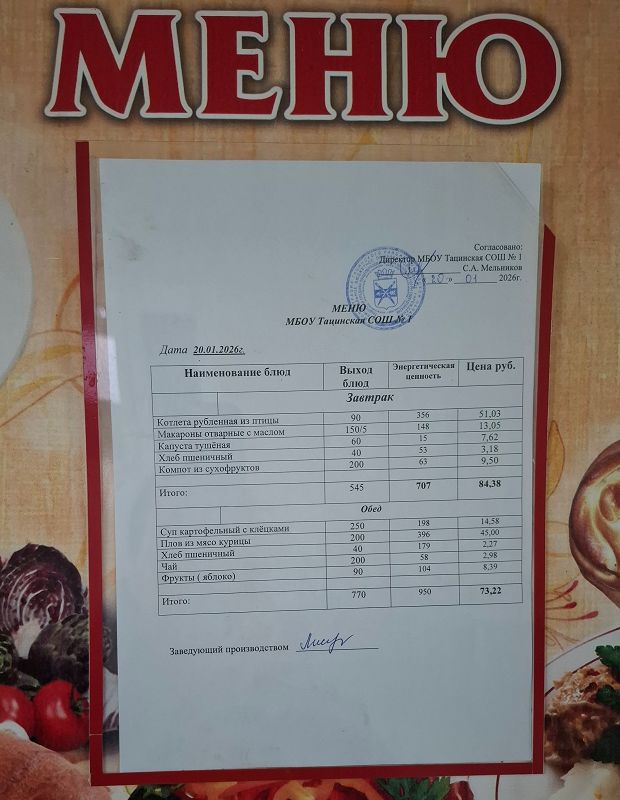 МЕНЮ
Согласовано:
Директор МБОУ Тацинская СОШ № 1
С.А. Мельников
« 20 » 01 2026г.
МЕНЮ
МБОУ Тацинская СОШ № 1
Дата 20.01.2026г.
Наименование блюд Выход блюд Энергетическая ценность Цена руб.
Завтрак
Котлета рубленная из птицы 90 356 51,03
Макароны отварные с маслом 150/5 148 13,05
Капуста тушёная 60 15 7,62
Хлеб пшеничный 40 53 3,18
Компот из сухофруктов 200 63 9,50
Итого: 545 707 84,38
Обед
Суп картофельный с клёцками 250 198 14,58
Плов из мясо курицы 200 396 45,00
Хлеб пшеничный 40 179 2,27
Чай 200 58 2,98
Фрукты ( яблоко) 90 104 8,39
Итого: 770 950 73,22
Заведующий производством